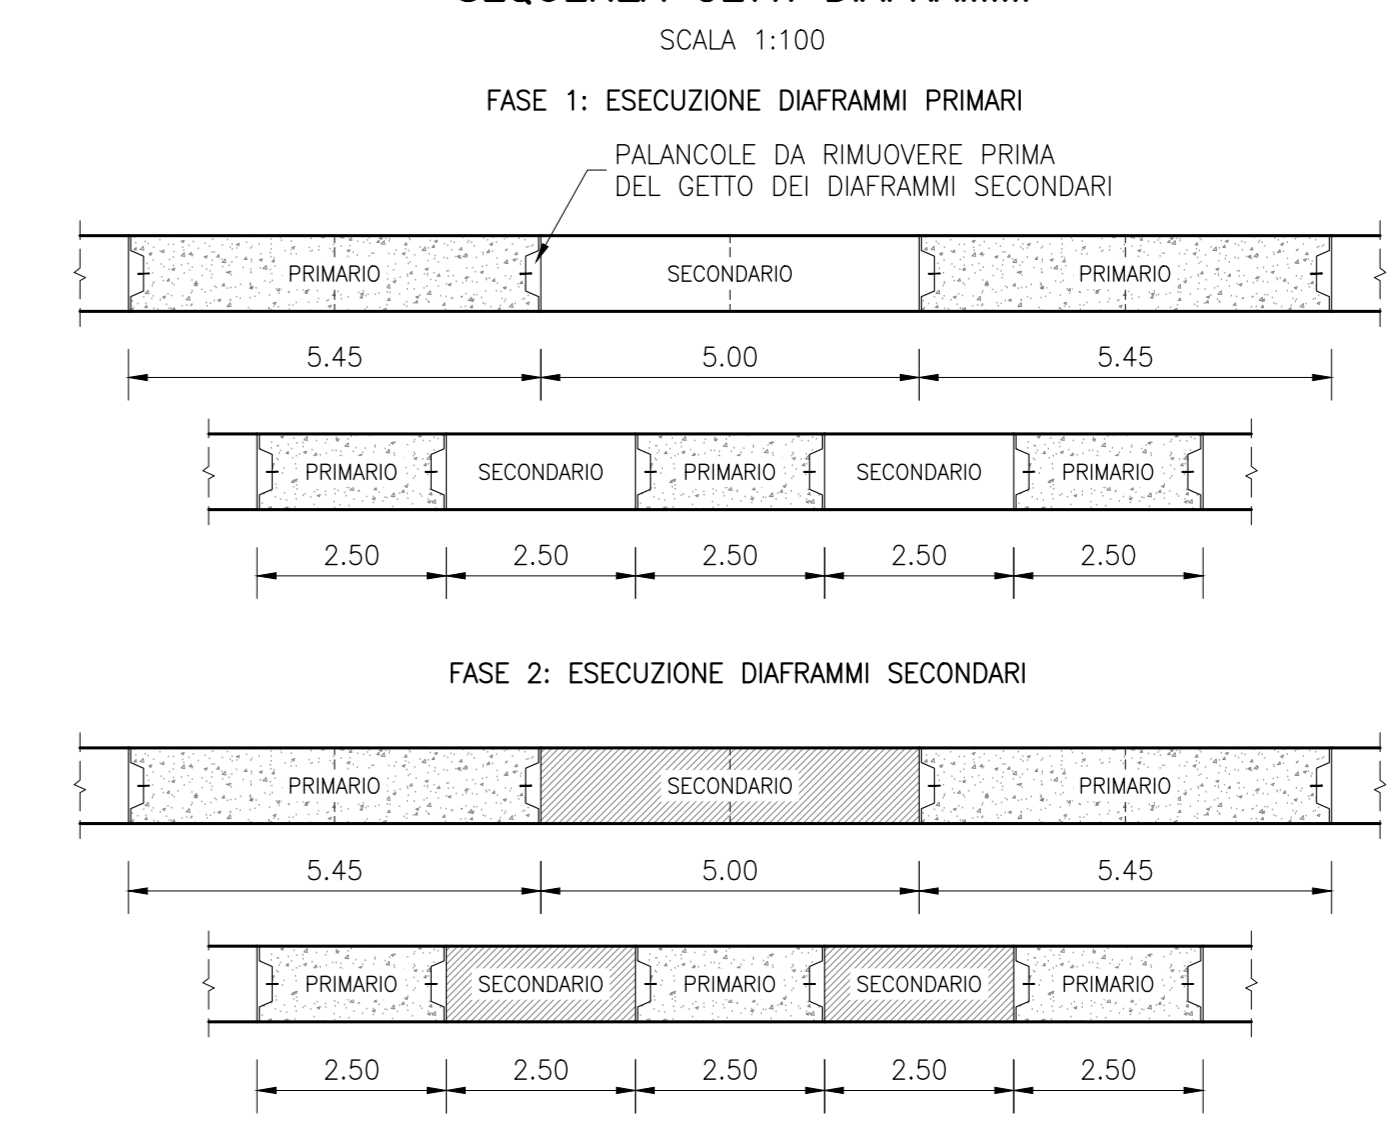 SCALA 1:100
FASE 1: ESECUZIONE DIAFRAMMI PRIMARI
PALANCOLE DA RIMUOVERE PRIMA
DEL GETTO DEI DIAFRAMMI SECONDARI
PRIMARIO SECONDARIO PRIMARIO
5.45 5.00 5.45
PRIMARIO SECONDARIO PRIMARIO SECONDARIO PRIMARIO
2.50 2.50 2.50 2.50 2.50
FASE 2: ESECUZIONE DIAFRAMMI SECONDARI
PRIMARIO SECONDARIO PRIMARIO
5.45 5.00 5.45
PRIMARIO SECONDARIO PRIMARIO SECONDARIO PRIMARIO
2.50 2.50 2.50 2.50 2.50